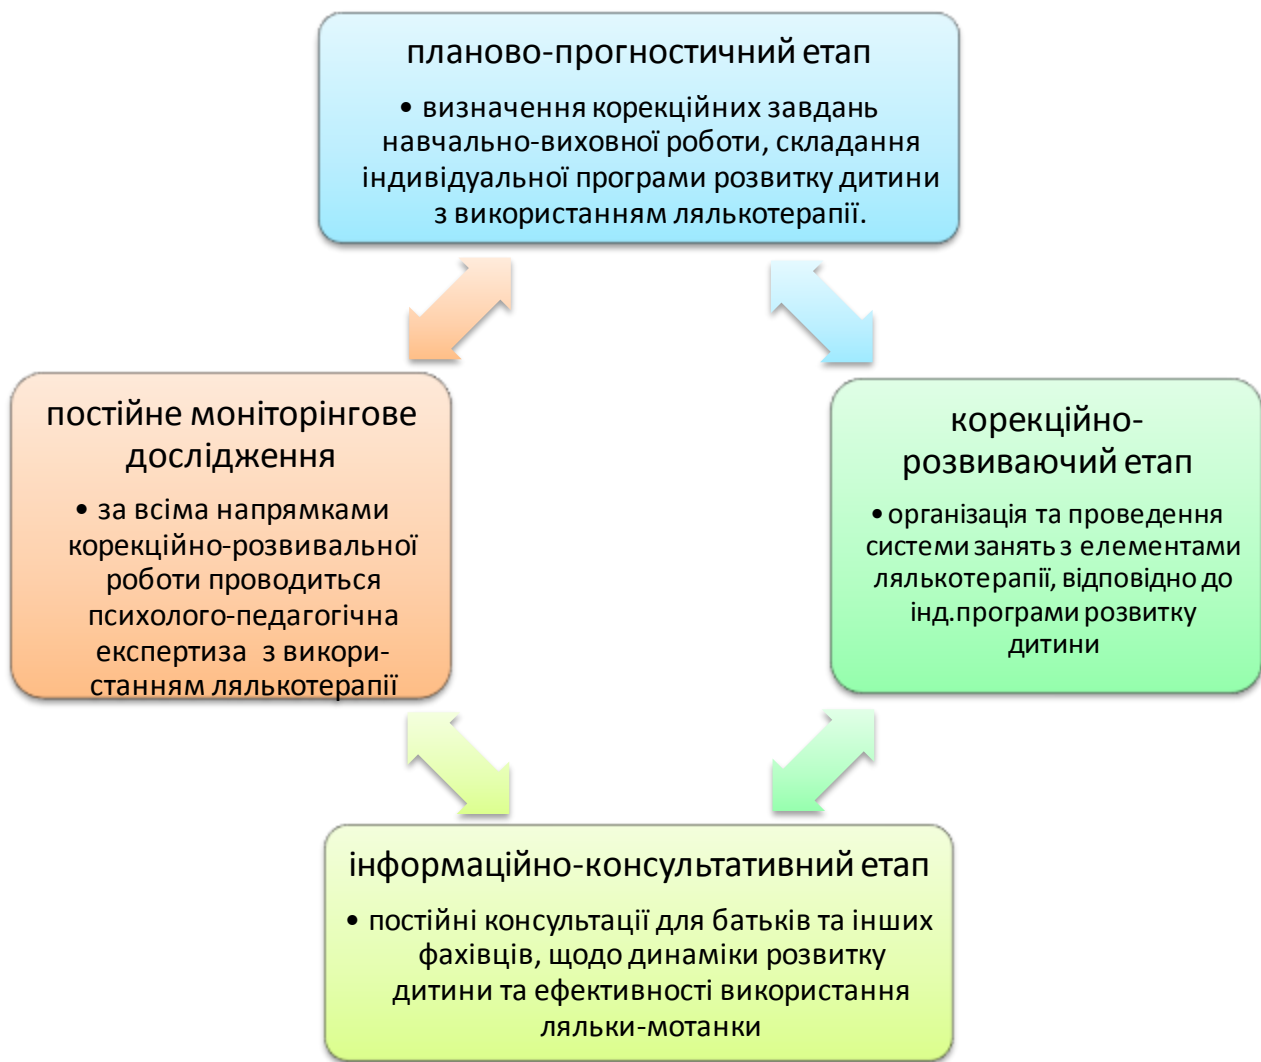 планово-прогностичний етап
• визначення корекційних завдань
навчально-виховної роботи, складання
індивідуальної програми розвитку дитини
з використанням лялькотерапії.
постійне моніторінгове
дослідження
• за всіма напрямками
корекційно-розвивальної
роботи проводиться
психолого-педагогічна
експертиза з викори-
станням лялькотерапії
корекційно-
розвиваючий етап
• організація та проведення
системи занять з елементами
лялькотерапії, відповідно до
інд.програми розвитку
дитини
інформаційно-консультативний етап
• постійні консультації для батьків та інших
фахівців, щодо динаміки розвитку
дитини та ефективності використання
ляльки-мотанки